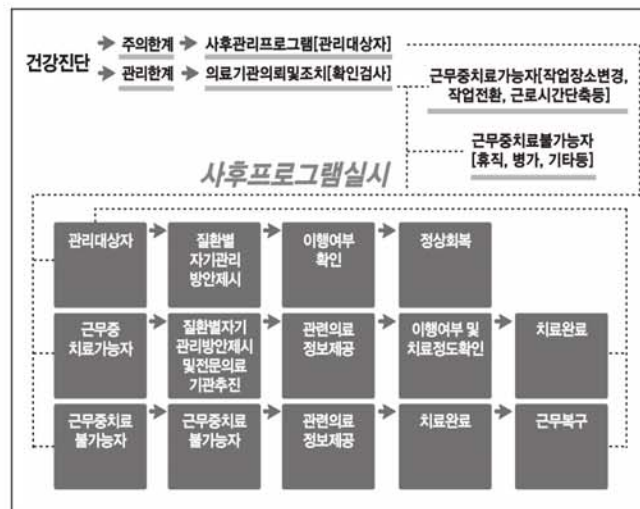 건강진단
주의한계
사후관리프로그램[관리대상자]
관리한계
의료기관의뢰및조치[확인검사]
근무중치료가능자[작업장소변경,
작업전환, 근로시간단축등]
근무중치료불가능자
[휴직, 병가, 기타등]
사후프로그램실시
관리대상자
질환별
자기관리
방안제시
이행여부
확인
정상회복
근무중
치료가능자
질환별자기
관리방안제시
및전문의료
기관추진
관련의료
정보제공
이행여부 및
치료정도확인
치료완료
근무중치료
불가능자
근무중치료
불가능자
관련의료
정보제공
치료완료
근무복구